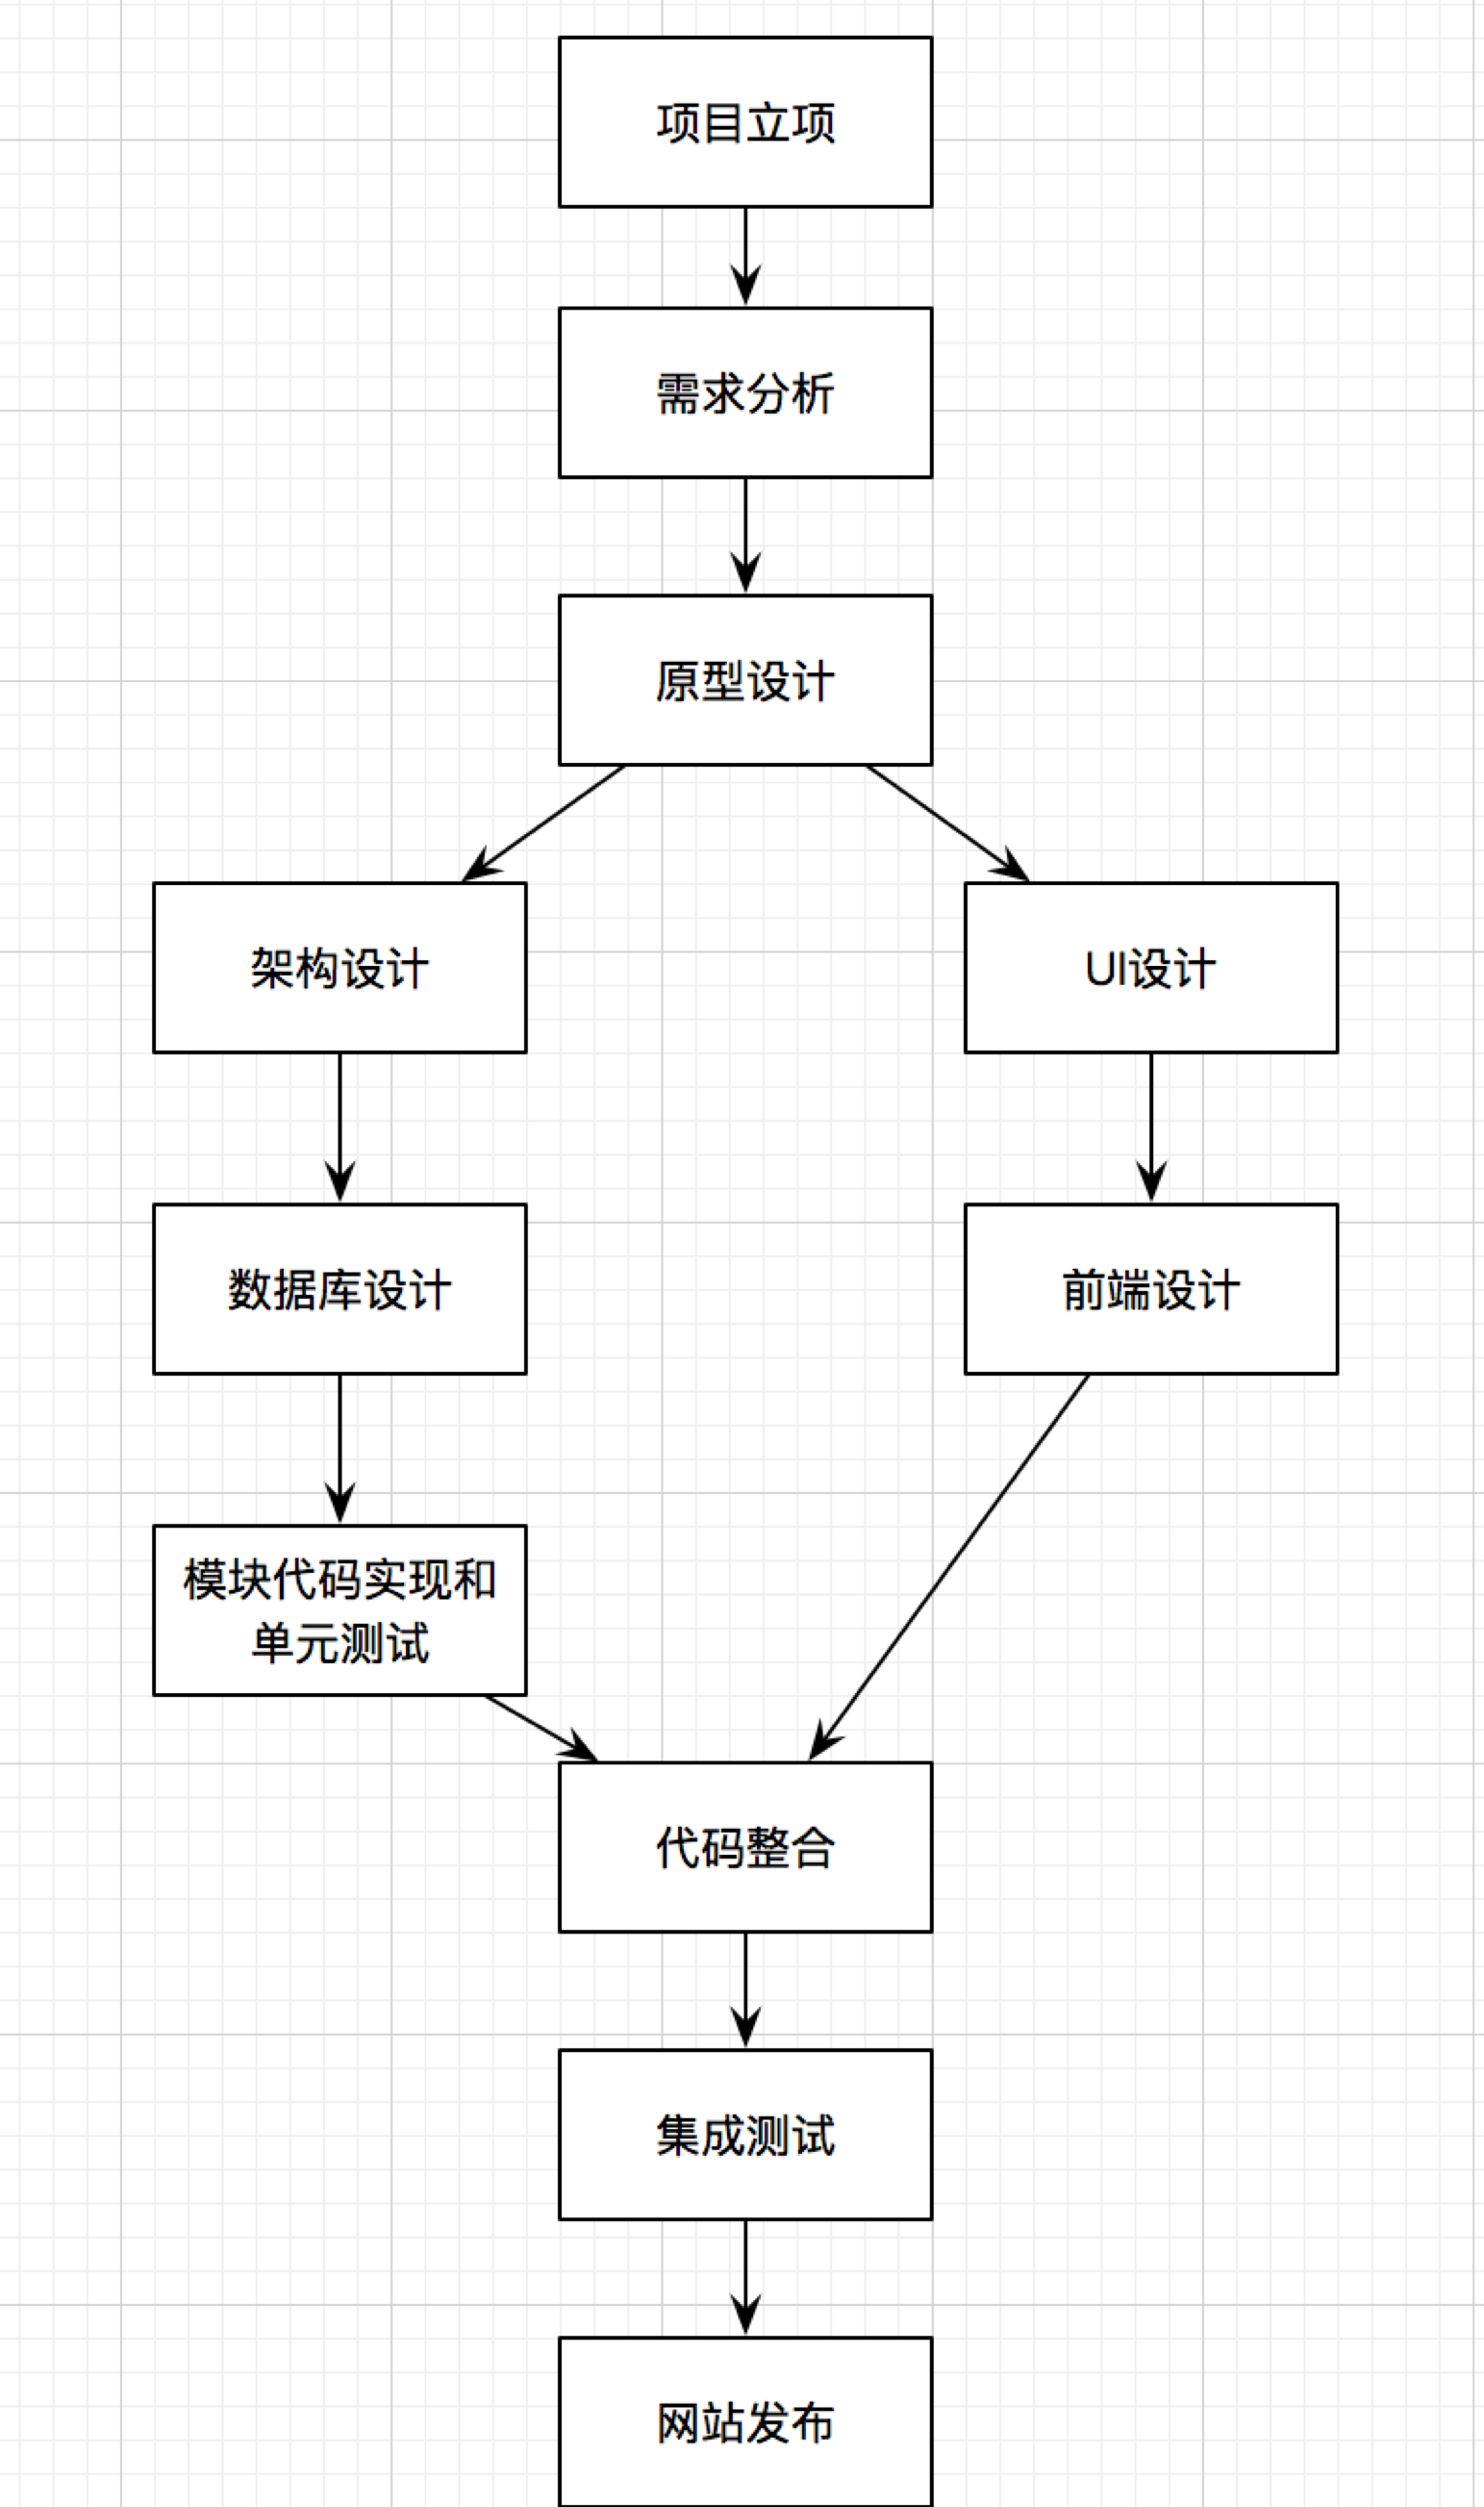 项目立项
需求分析
原型设计
架构设计
UI设计
数据库设计
前端设计
模块代码实现和
单元测试
代码整合
集成测试
网站发布